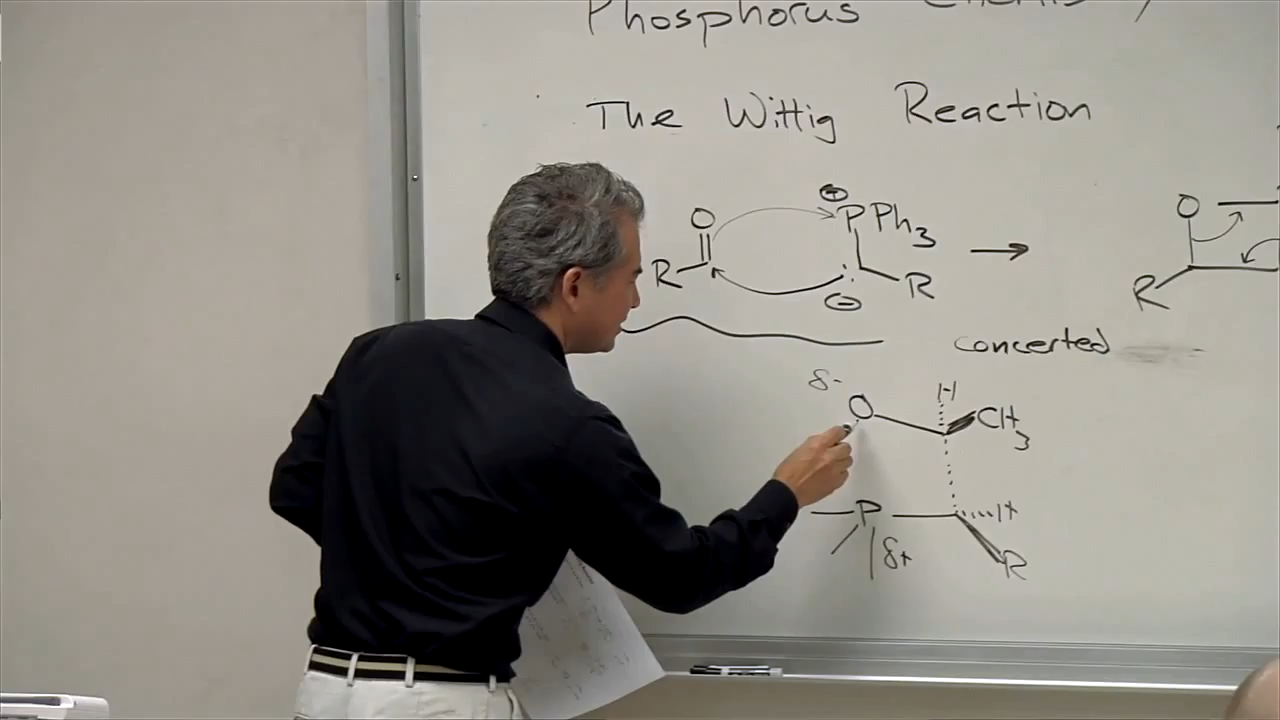 Phosphorus
The Wittig Reaction
O ⊕ PPh3 → O
R ⊖ R R
concerted
δ- H
O CH3
P H
δ+ R